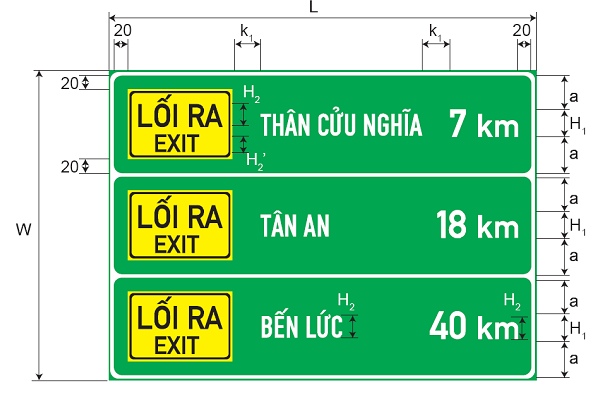 L
20 k1 k1 20
20
LỐI RA
EXIT
H2
H2'
THÂN CỬU NGHĨA 7 km
a
H1
a
20
W
LỐI RA
EXIT
TÂN AN 18 km
a
H1
a
LỐI RA
EXIT
BẾN LỨC 40 km
H2
H2
a
H1
a